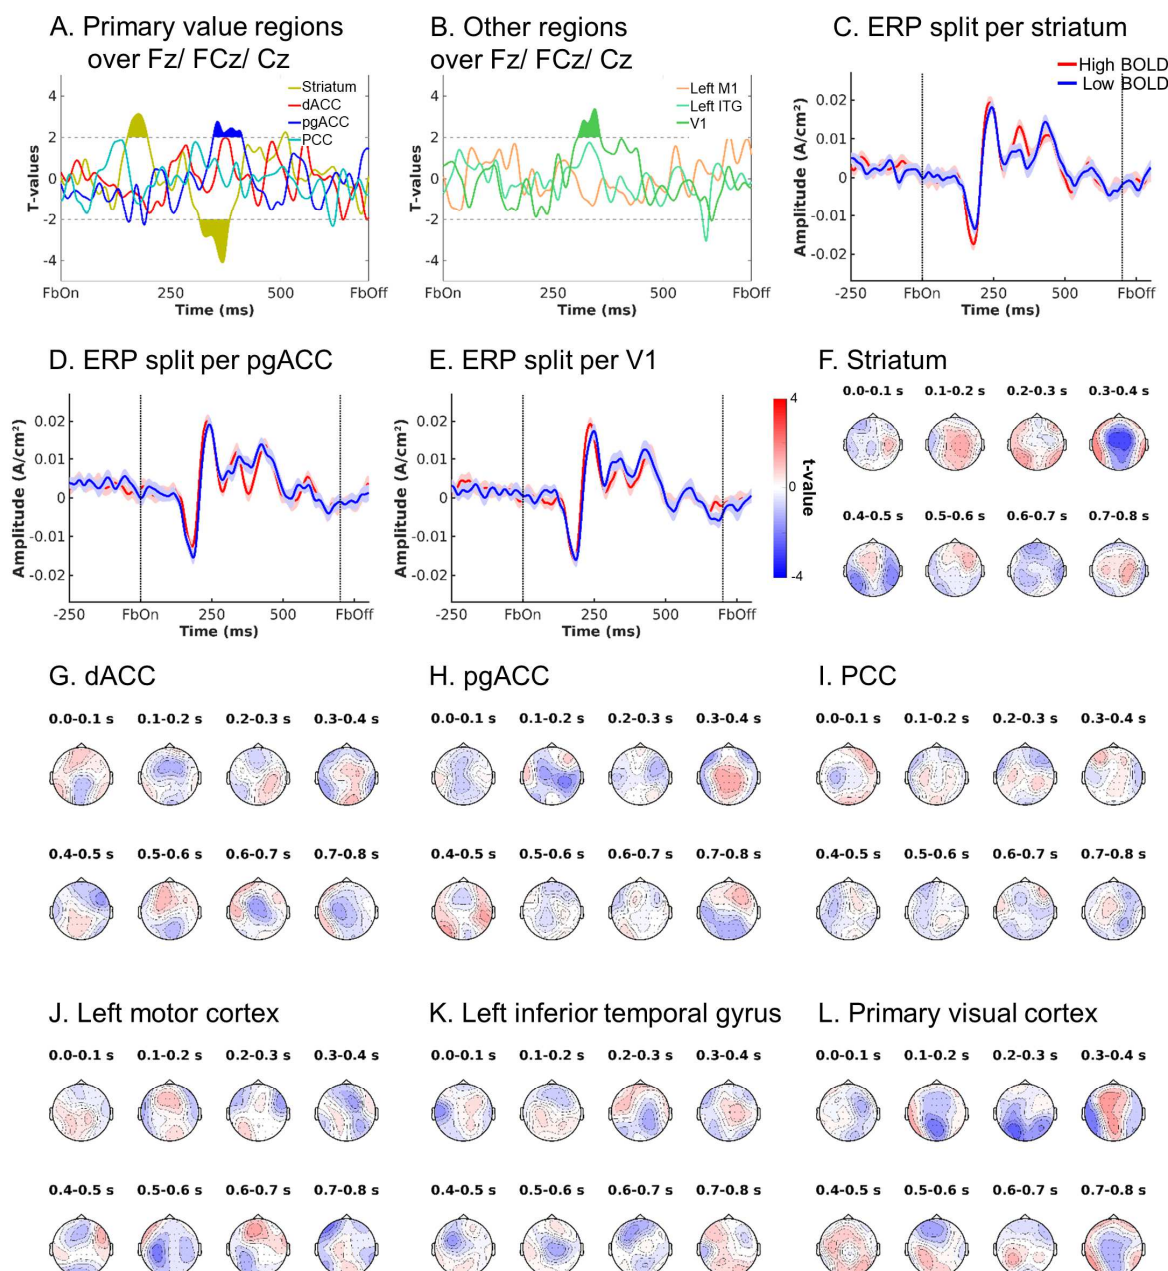 A. Primary value regions
over Fz/ FCz/ Cz
B. Other regions
over Fz/ FCz/ Cz
C. ERP split per striatum
Striatum
dACC
pgACC
PCC
4
2
0
-2
-4
T-values
FbOn
250
500
FbOff
Time (ms)
Left M1
Left ITG
V1
4
2
0
-2
-4
T-values
FbOn
250
500
FbOff
Time (ms)
High BOLD
Low BOLD
0.02
0.01
0
-0.01
-0.02
Amplitude (A/cm²)
-250
FbOn
250
500
FbOff
Time (ms)
D. ERP split per pgACC
E. ERP split per V1
F. Striatum
0.02
0.01
0
-0.01
-0.02
Amplitude (A/cm²)
-250
FbOn
250
500
FbOff
Time (ms)
0.02
0.01
0
-0.01
-0.02
Amplitude (A/cm²)
-250
FbOn
250
500
FbOff
Time (ms)
4
0
-4
t-value
0.0-0.1 s 0.1-0.2 s 0.2-0.3 s 0.3-0.4 s
0.4-0.5 s 0.5-0.6 s 0.6-0.7 s 0.7-0.8 s
G. dACC
0.0-0.1 s 0.1-0.2 s 0.2-0.3 s 0.3-0.4 s
0.4-0.5 s 0.5-0.6 s 0.6-0.7 s 0.7-0.8 s
H. pgACC
0.0-0.1 s 0.1-0.2 s 0.2-0.3 s 0.3-0.4 s
0.4-0.5 s 0.5-0.6 s 0.6-0.7 s 0.7-0.8 s
I. PCC
0.0-0.1 s 0.1-0.2 s 0.2-0.3 s 0.3-0.4 s
0.4-0.5 s 0.5-0.6 s 0.6-0.7 s 0.7-0.8 s
J. Left motor cortex
0.0-0.1 s 0.1-0.2 s 0.2-0.3 s 0.3-0.4 s
0.4-0.5 s 0.5-0.6 s 0.6-0.7 s 0.7-0.8 s
K. Left inferior temporal gyrus
0.0-0.1 s 0.1-0.2 s 0.2-0.3 s 0.3-0.4 s
0.4-0.5 s 0.5-0.6 s 0.6-0.7 s 0.7-0.8 s
L. Primary visual cortex
0.0-0.1 s 0.1-0.2 s 0.2-0.3 s 0.3-0.4 s
0.4-0.5 s 0.5-0.6 s 0.6-0.7 s 0.7-0.8 s